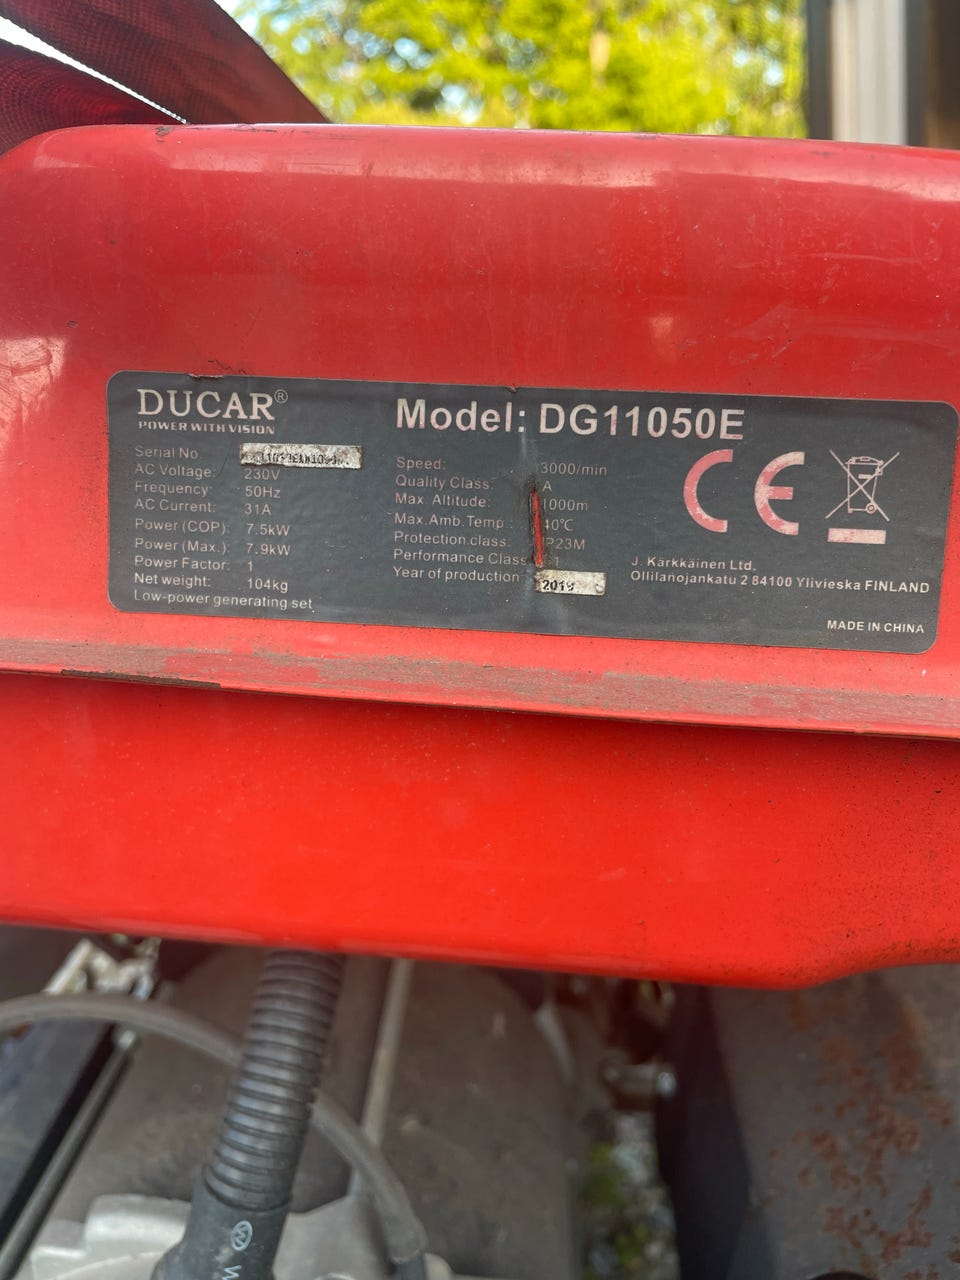 DUCAR®
POWER WITH VISION
Model: DG11050E
Serial No
AC Voltage: 230V
Frequency: 50Hz
AC Current: 31A
Power (COP): 7.5kW
Power (Max.): 7.9kW
Power Factor: 1
Net weight: 104kg
Low-power generating set
Speed: 3000/min
Quality Class: A
Max. Altitude: 1000m
Max.Amb.Temp.: 40℃
Protection class: IP23M
Performance Class
Year of production 2019
CE
J. Kärkkäinen Ltd.
Ollilanojankatu 2 84100 Ylivieska FINLAND
MADE IN CHINA